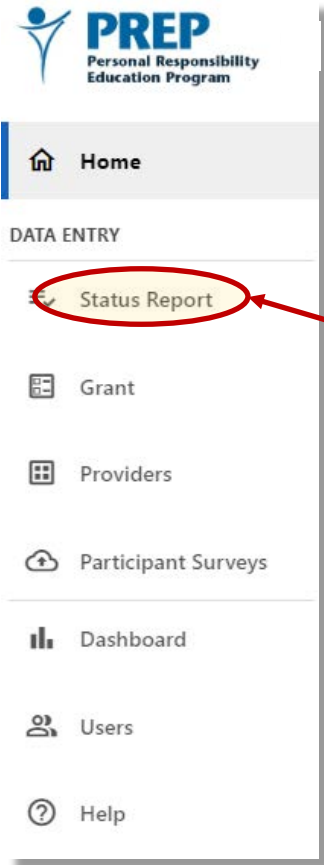 PREP
Personal Responsibility
Education Program
Home
DATA ENTRY
Status Report
Grant
Providers
Participant Surveys
Dashboard
Users
Help